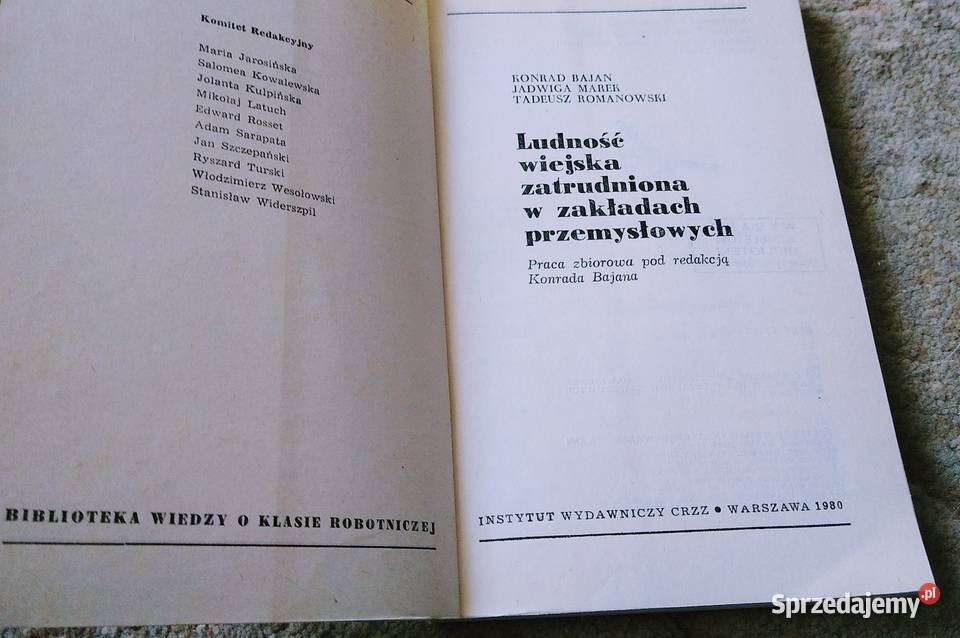 Komitet Redakcyjny
Maria Jarosińska
Salomea Kowalewska
Jolanta Kulpińska
Mikołaj Latuch
Edward Rosset
Adam Sarapata
Jan Szczepański
Ryszard Turski
Włodzimierz Wesołowski
Stanisław Widerszpil
BIBLIOTEKA WIEDZY O KLASIE ROBOTNICZEJ
KONRAD BAJAN
JADWIGA MAREK
TADEUSZ ROMANOWSKI
Ludność
wiejska
zatrudniona
w zakładach
przemysłowych
Praca zbiorowa pod redakcją
Konrada Bajana
INSTYTUT WYDAWNICZY CRZZ • WARSZAWA 1980
Sprzedajemy.pl